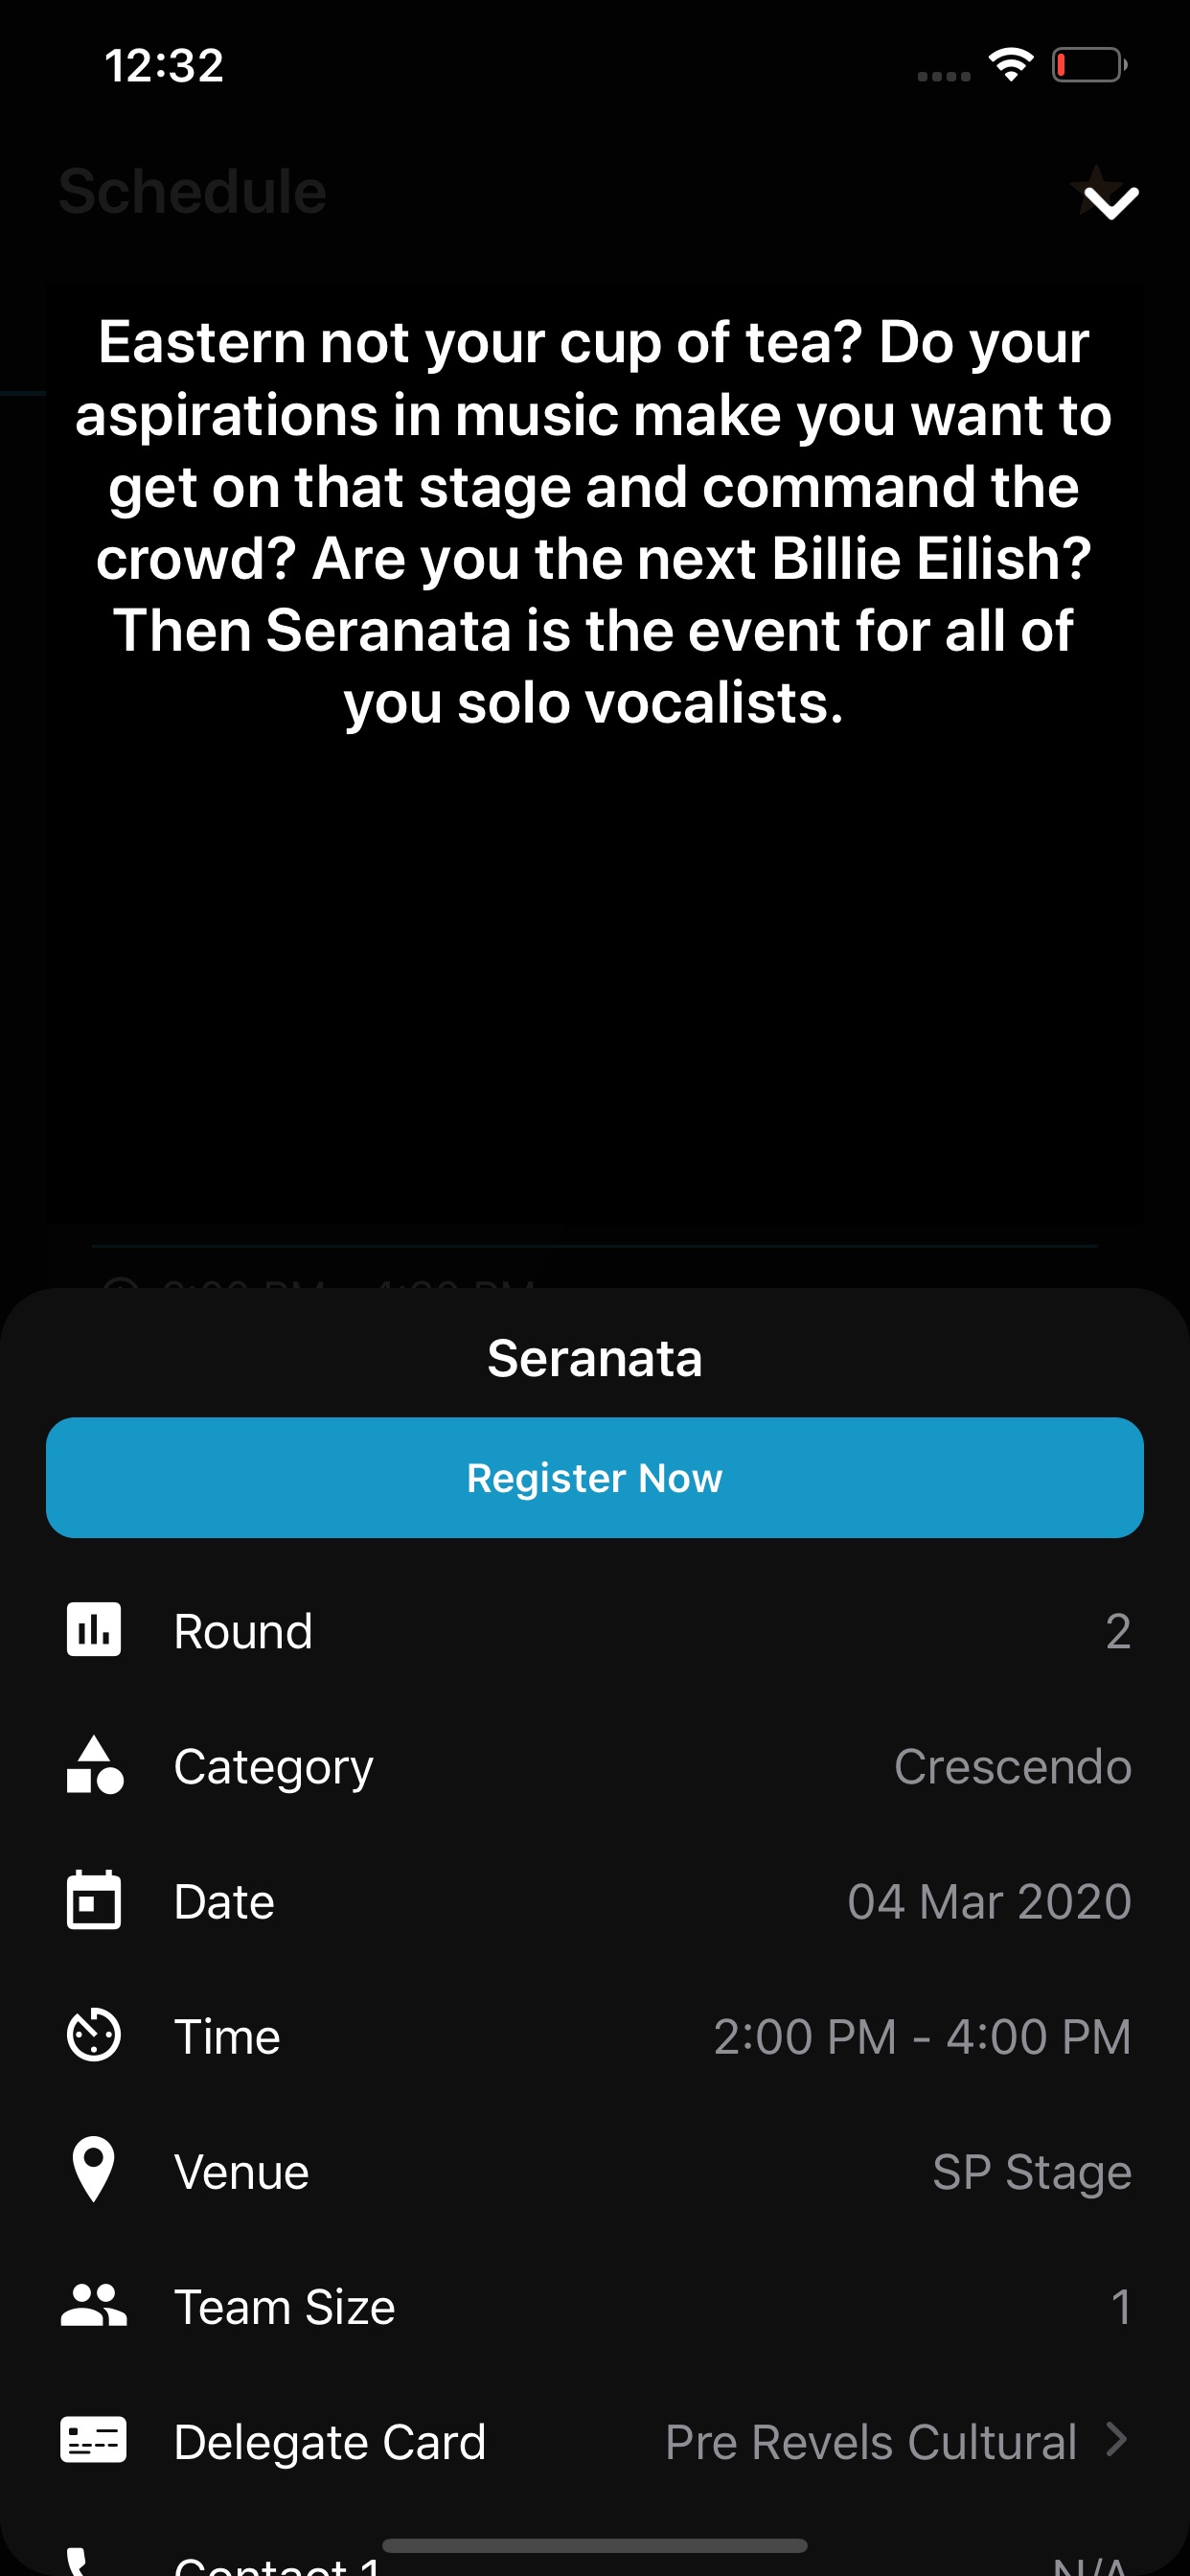 12:32
Schedule
Eastern not your cup of tea? Do your
aspirations in music make you want to
get on that stage and command the
crowd? Are you the next Billie Eilish?
Then Seranata is the event for all of
you solo vocalists.
Seranata
Register Now
Round 2
Category Crescendo
Date 04 Mar 2020
Time 2:00 PM - 4:00 PM
Venue SP Stage
Team Size 1
Delegate Card Pre Revels Cultural
Contact 1 N/A